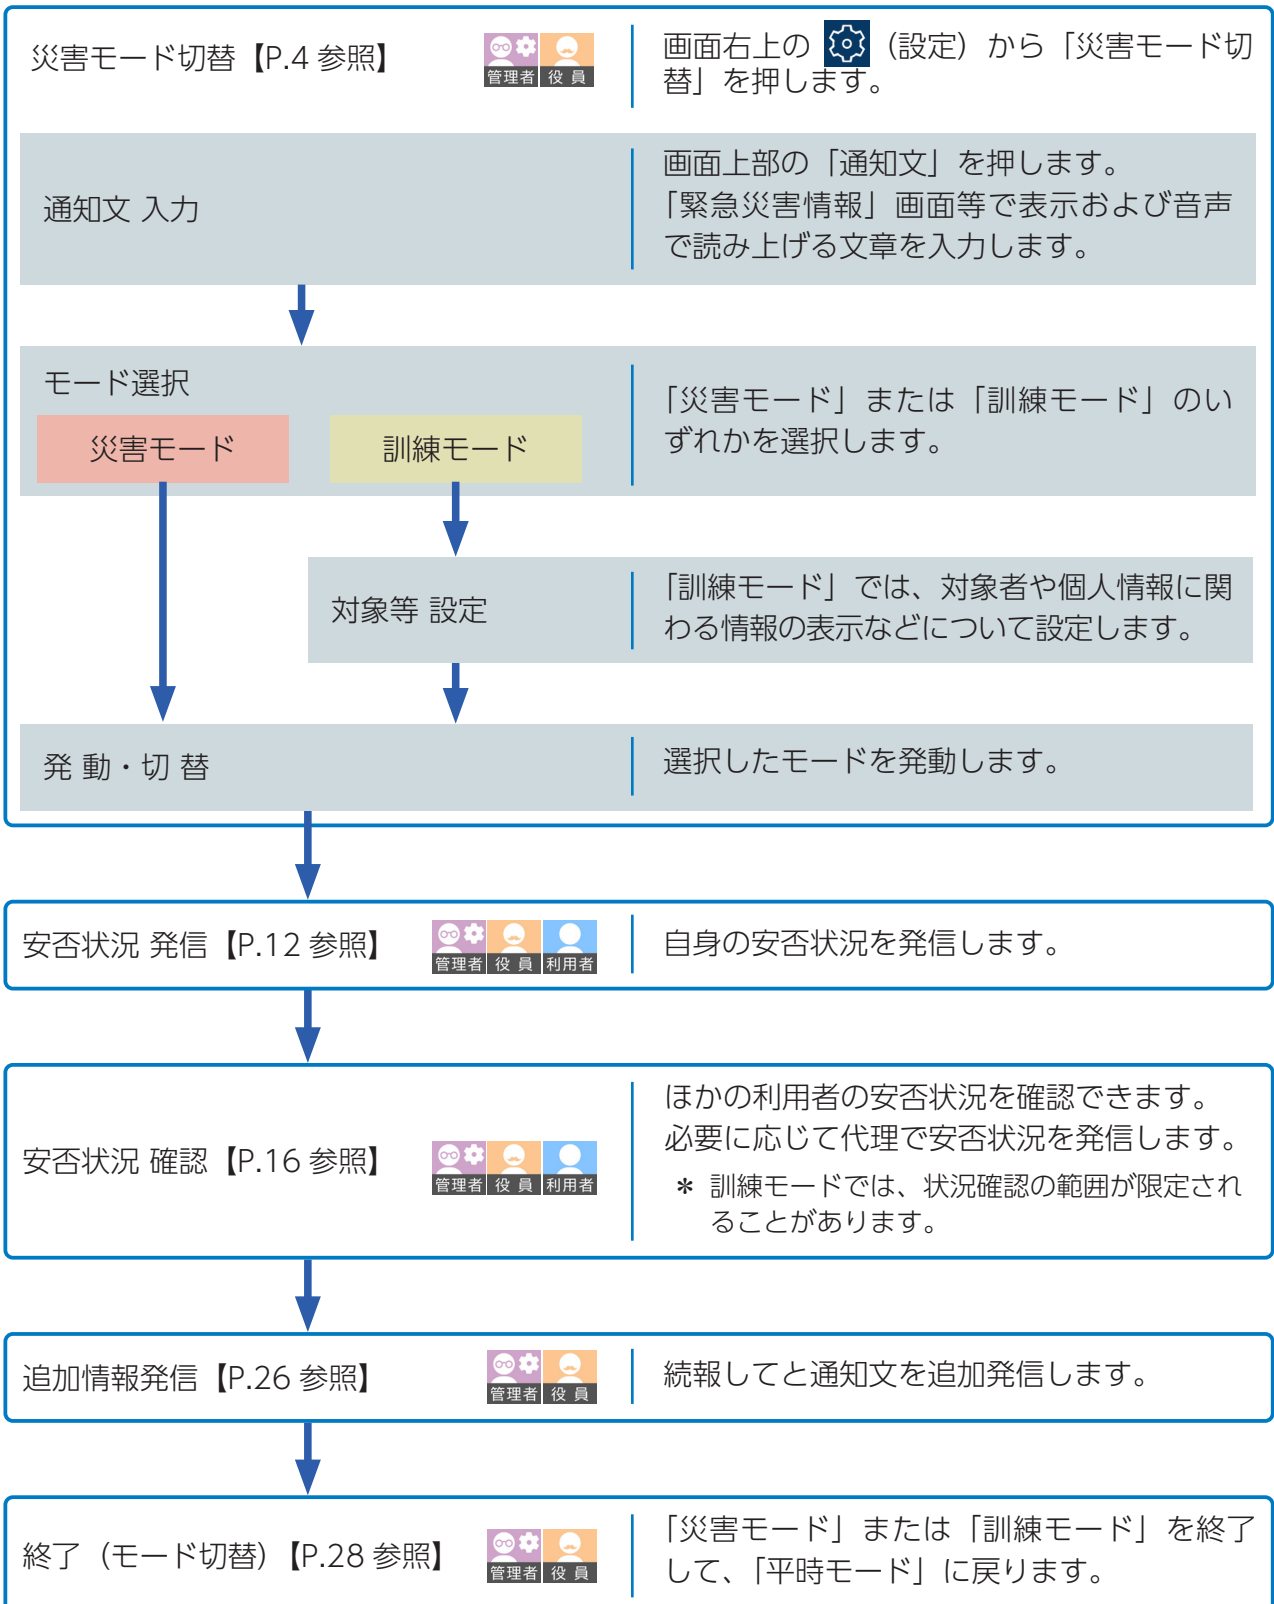 災害モード切替【P.4 参照】
管理者 役 員
画面右上の (設定) から「災害モード切
替」を押します。
通知文 入力
画面上部の「通知文」を押します。
「緊急災害情報」画面等で表示および音声
で読み上げる文章を入力します。
モード選択
災害モード 訓練モード
「災害モード」または「訓練モード」のい
ずれかを選択します。
対象等 設定
「訓練モード」では、対象者や個人情報に関
わる情報の表示などについて設定します。
発 動・切 替
選択したモードを発動します。
安否状況 発信【P.12 参照】
管理者 役 員 利用者
自身の安否状況を発信します。
安否状況 確認【P.16 参照】
管理者 役 員 利用者
ほかの利用者の安否状況を確認できます。
必要に応じて代理で安否状況を発信します。
＊ 訓練モードでは、状況確認の範囲が限定され
ることがあります。
追加情報発信【P.26 参照】
管理者 役 員
続報してと通知文を追加発信します。
終了（モード切替）【P.28 参照】
管理者 役 員
「災害モード」または「訓練モード」を終了
して、「平時モード」に戻ります。